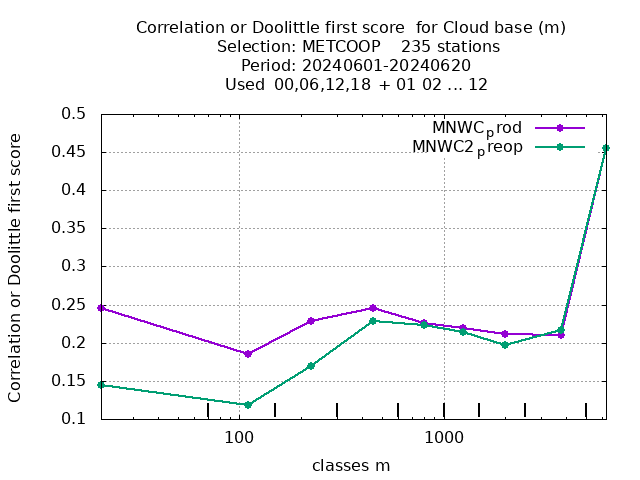 Correlation or Doolittle first score  for Cloud base (m)
Selection: METCOOP    235 stations
Period: 20240601-20240620
Used  00,06,12,18  + 01 02 ... 12
MNWCprod
MNWC2preop
0.5
0.45
0.4
0.35
0.3
0.25
0.2
0.15
0.1
Correlation or Doolittle first score
100 1000
classes m